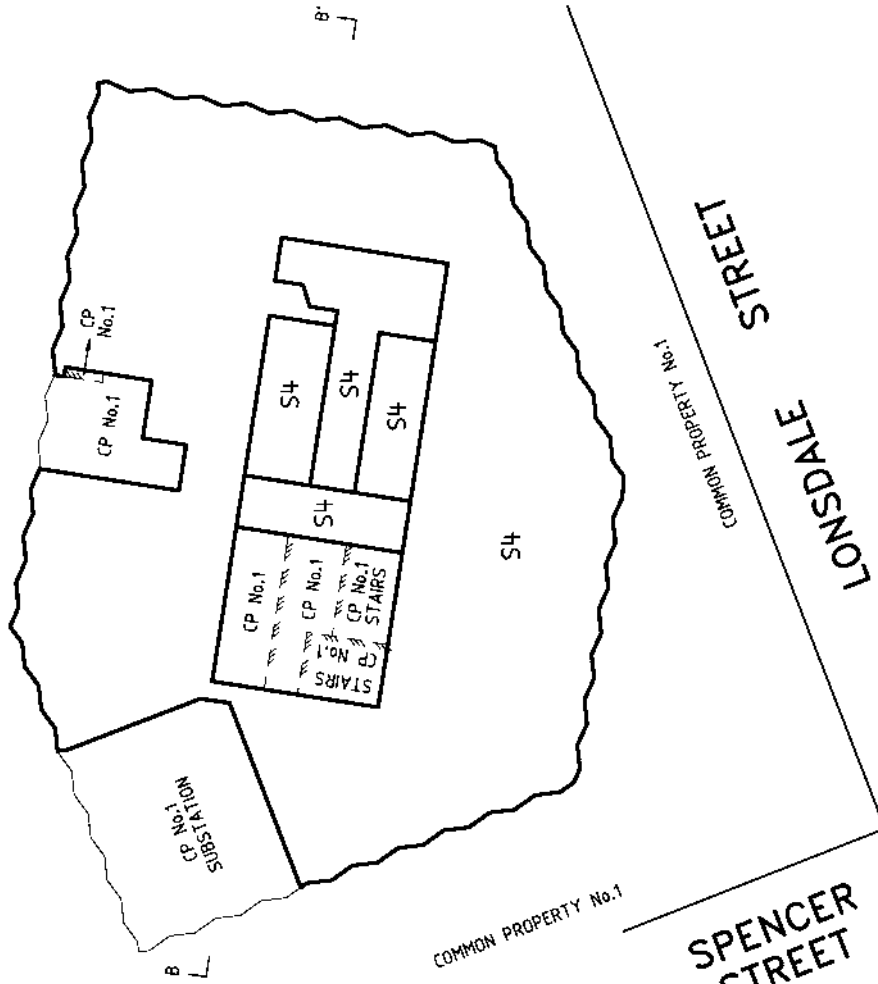 B'
CP
No.1
CP No.1
S4
S4
S4
S4
CP No.1
CP No.1
CP No.1
STAIRS
STAIRS
CP
No.1
S4
CP No.1
SUBSTATION
B
COMMON PROPERTY No.1
COMMON PROPERTY No.1
LONSDALE STREET
SPENCER
STREET